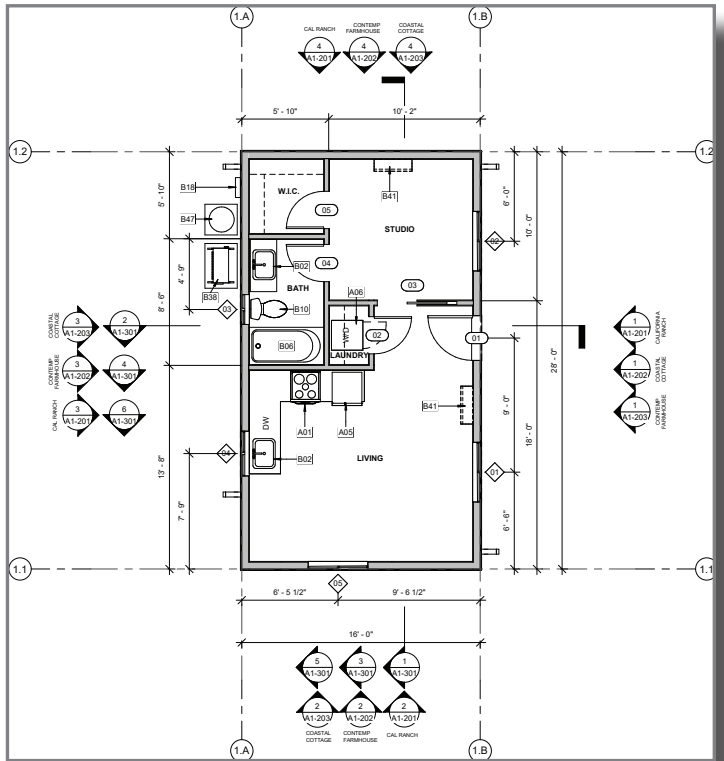 1.A
1.B
CAL RANCH
CONTEMP
FARMHOUSE
COASTAL
COTTAGE
4
A1-201
4
A1-202
4
A1-203
5' - 10"
10' - 2"
1.2
1.2
B18
B47
B38
5' - 10"
8' - 6"
4' - 9"
13' - 8"
7' - 9"
W.I.C.
05
B41
STUDIO
02
B02
04
BATH
A06
03
B10
03
W/D
02
01
B06
LAUNDRY
B41
DW
A01
A05
04
B02
LIVING
01
6' - 0"
10' - 0"
9' - 0"
18' - 0"
6' - 6"
28' - 0"
COASTAL
COTTAGE
3
A1-203
2
A1-301
CONTEMP
FARMHOUSE
3
A1-202
4
A1-301
CAL RANCH
3
A1-201
6
A1-301
1
A1-201
CALIFORNIA
RANCH
1
A1-202
COASTAL
COTTAGE
1
A1-203
CONTEMP
FARMHOUSE
1.1
1.1
05
6' - 5 1/2"
9' - 6 1/2"
16' - 0"
5
A1-301
3
A1-301
1
A1-301
2
A1-203
2
A1-202
2
A1-201
COASTAL
COTTAGE
CONTEMP
FARMHOUSE
CAL RANCH
1.A
1.B